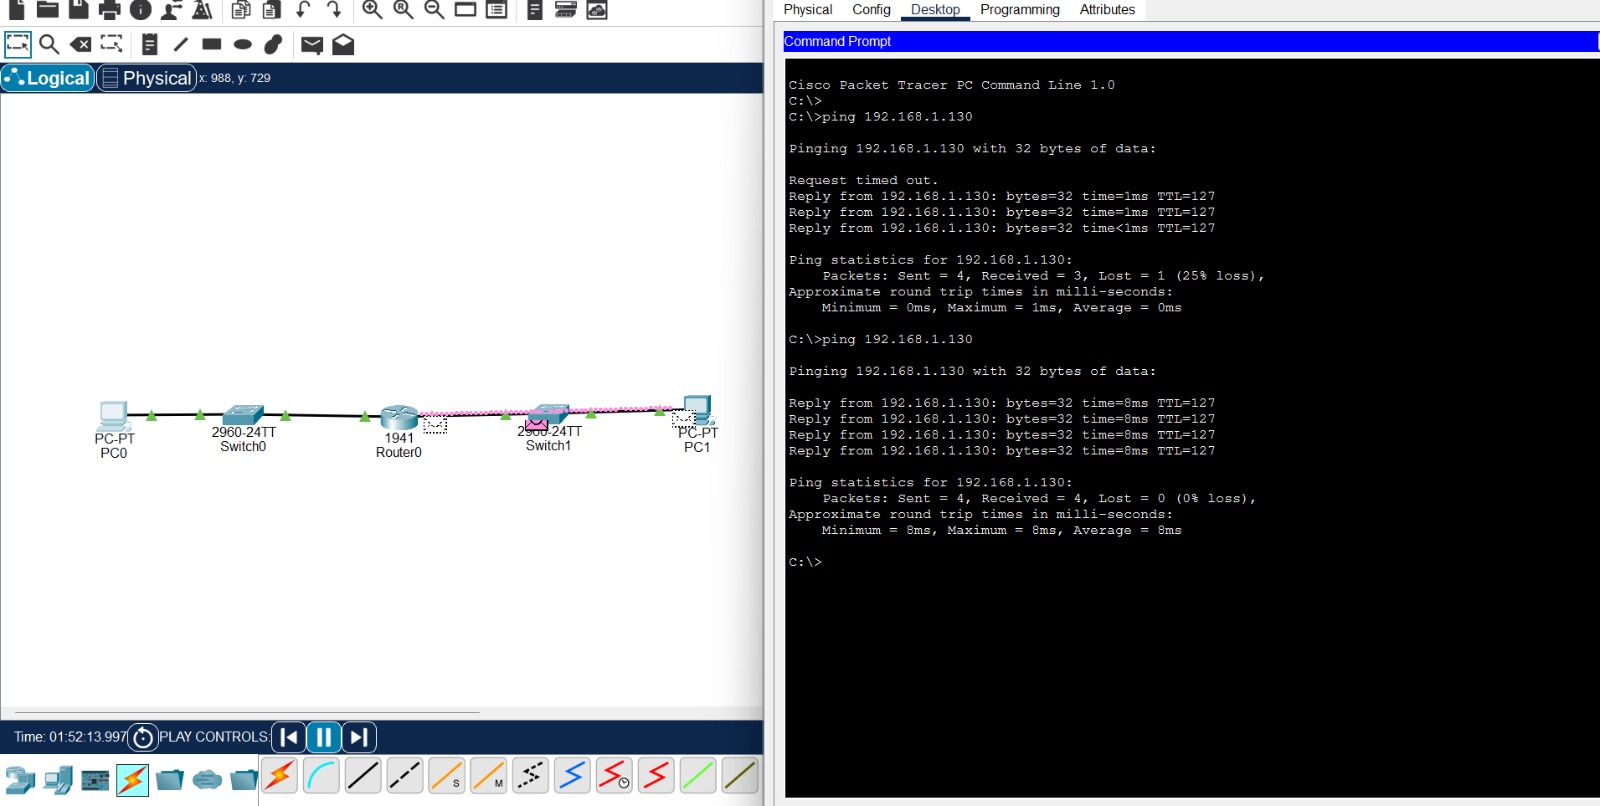 Physical Config Desktop Programming Attributes
Command Prompt
Logical Physical x: 988, y: 729
Cisco Packet Tracer PC Command Line 1.0
C:\>
C:\>ping 192.168.1.130
Pinging 192.168.1.130 with 32 bytes of data:
Request timed out.
Reply from 192.168.1.130: bytes=32 time=1ms TTL=127
Reply from 192.168.1.130: bytes=32 time=1ms TTL=127
Reply from 192.168.1.130: bytes=32 time<1ms TTL=127
Ping statistics for 192.168.1.130:
Packets: Sent = 4, Received = 3, Lost = 1 (25% loss),
Approximate round trip times in milli-seconds:
Minimum = 0ms, Maximum = 1ms, Average = 0ms
C:\>ping 192.168.1.130
Pinging 192.168.1.130 with 32 bytes of data:
Reply from 192.168.1.130: bytes=32 time=8ms TTL=127
Reply from 192.168.1.130: bytes=32 time=8ms TTL=127
Reply from 192.168.1.130: bytes=32 time=8ms TTL=127
Reply from 192.168.1.130: bytes=32 time=8ms TTL=127
Ping statistics for 192.168.1.130:
Packets: Sent = 4, Received = 4, Lost = 0 (0% loss),
Approximate round trip times in milli-seconds:
Minimum = 8ms, Maximum = 8ms, Average = 8ms
C:\>
PC-PT
PC0
2960-24TT
Switch0
1941
Router0
2960-24TT
Switch1
PC-PT
PC1
Time: 01:52:13.997 PLAY CONTROLS:
S
M